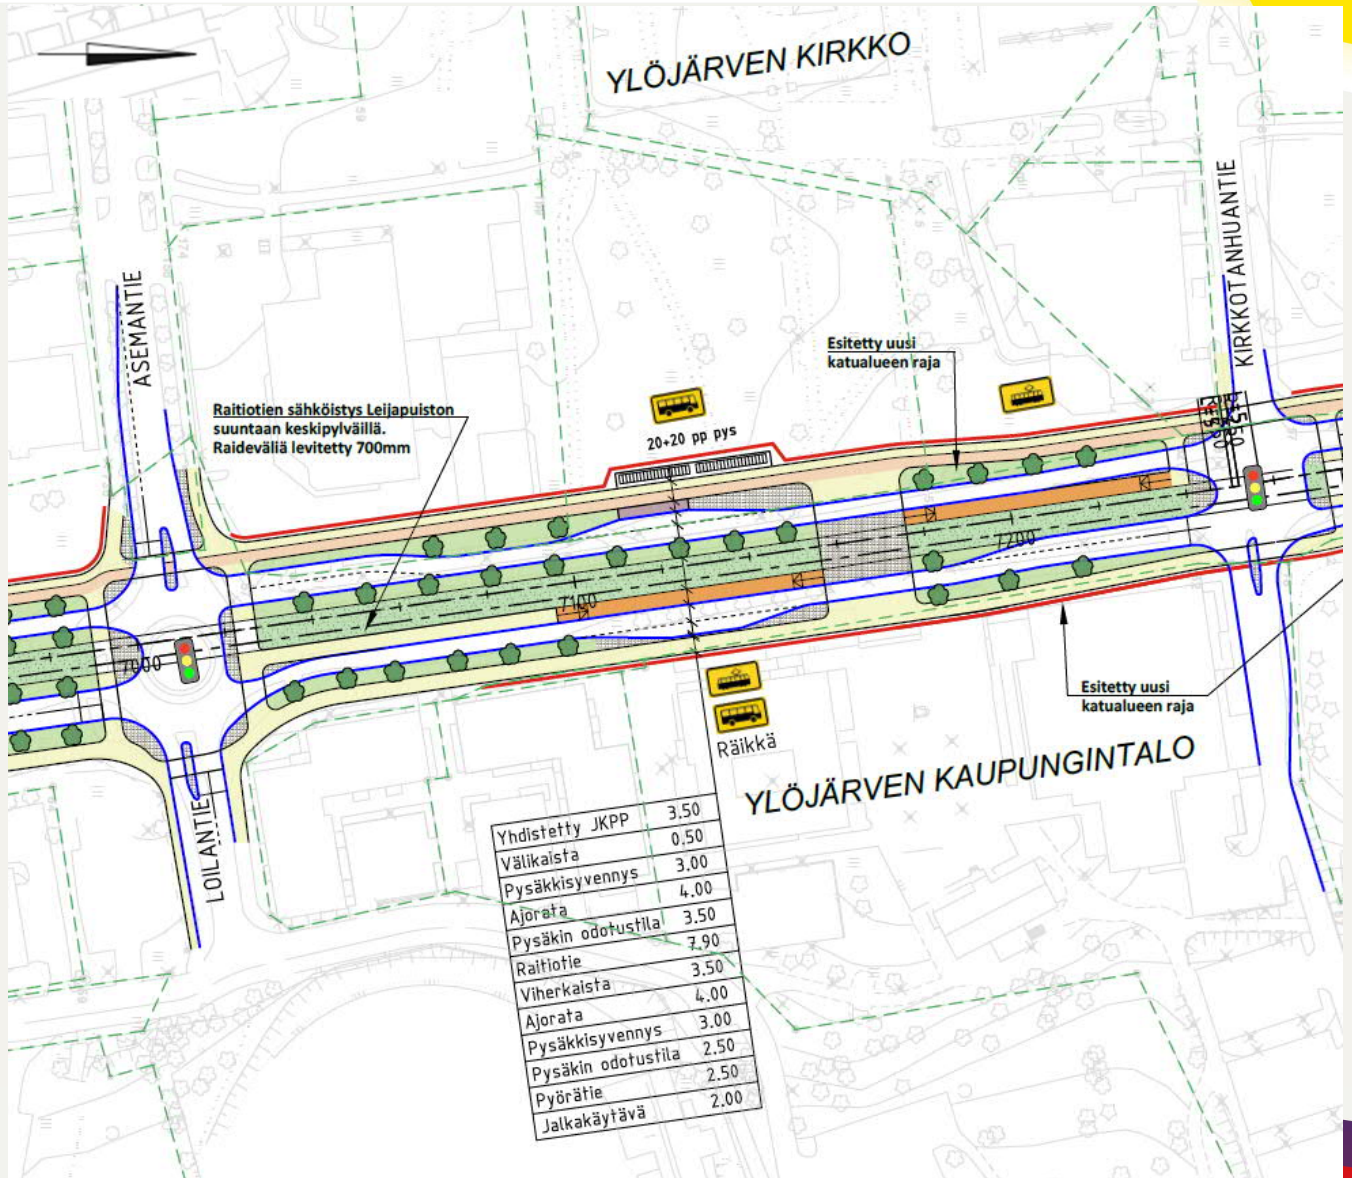 YLÖJÄRVEN KIRKKO
ASEMANTIE
KIRKKOTANHUANTIE
Esitetty uusi
katualueen raja
Raitiotien sähköistys Leijapuiston
suuntaan keskipylväillä.
Raideväliä levitetty 700mm
20+20 pp pys
7200
7100
7000
Esitetty uusi
katualueen raja
Räikkä
YLÖJÄRVEN KAUPUNGINTALO
LOILANTIE
Yhdistetty JKPP 3.50
Välikaista 0.50
Pysäkkisyvennys 3.00
Ajorata 4.00
Pysäkin odotustila 3.50
Raitiotie 7.90
Viherkaista 3.50
Ajorata 4.00
Pysäkkisyvennys 3.00
Pysäkin odotustila 2.50
Pyörätie 2.50
Jalkakäytävä 2.00